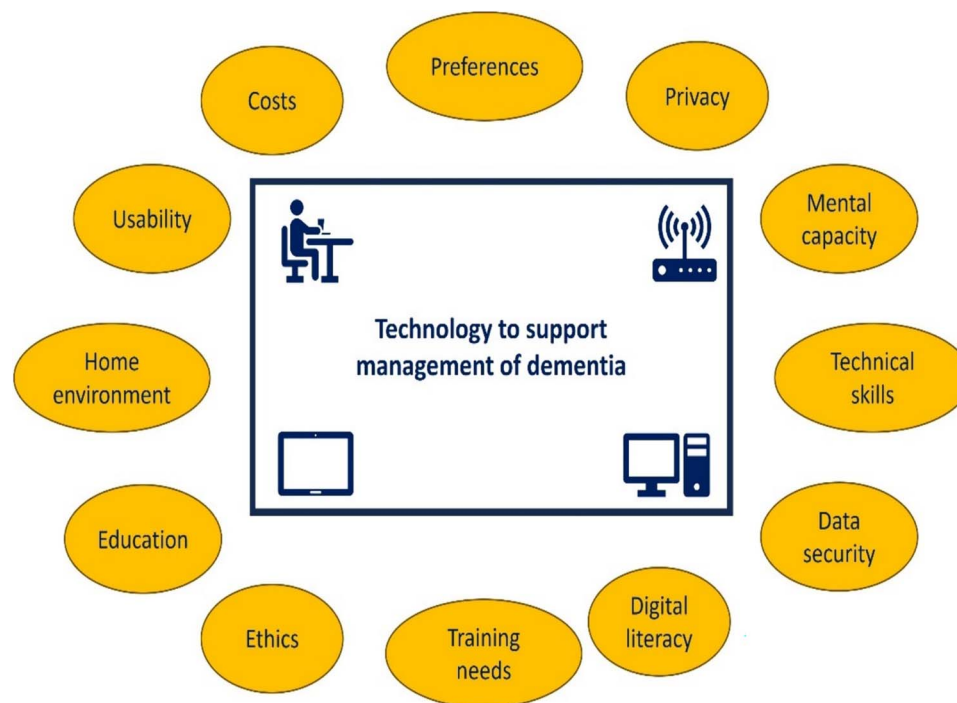 Preferences
Costs
Privacy
Usability
Mental
capacity
Technology to support
management of dementia
Home
environment
Technical
skills
Education
Data
security
Ethics
Training
needs
Digital
literacy